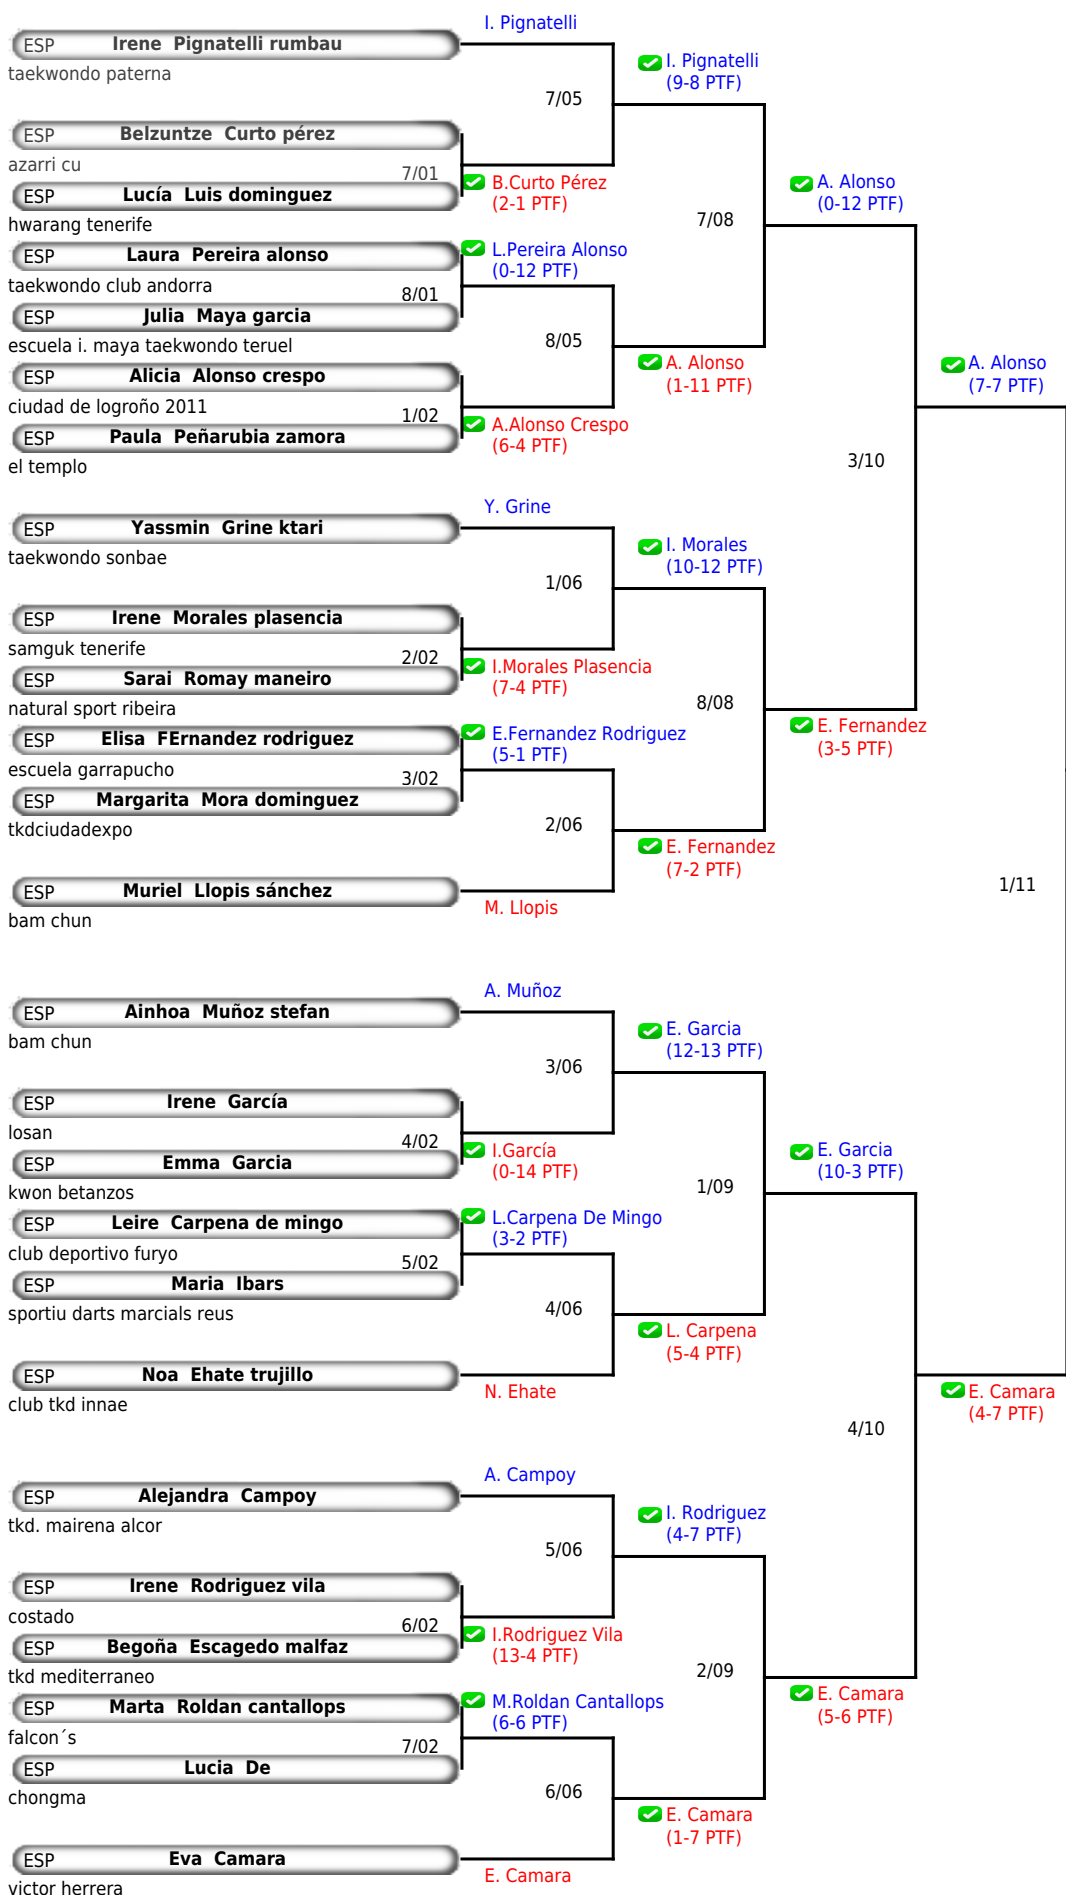 I. Pignatelli
ESP Irene Pignatelli rumbau
taekwondo paterna
I. Pignatelli
(9-8 PTF)
7/05
ESP Belzuntze Curto pérez
azarri cu
7/01
ESP Lucía Luis dominguez
hwarang tenerife
B.Curto Pérez
(2-1 PTF)
A. Alonso
(0-12 PTF)
7/08
ESP Laura Pereira alonso
taekwondo club andorra
L.Pereira Alonso
(0-12 PTF)
8/01
ESP Julia Maya garcia
escuela i. maya taekwondo teruel
8/05
A. Alonso
(1-11 PTF)
A. Alonso
(7-7 PTF)
ESP Alicia Alonso crespo
ciudad de logroño 2011
1/02
ESP Paula Peñarubia zamora
el templo
A.Alonso Crespo
(6-4 PTF)
3/10
Y. Grine
ESP Yassmin Grine ktari
taekwondo sonbae
I. Morales
(10-12 PTF)
1/06
ESP Irene Morales plasencia
samguk tenerife
2/02
ESP Sarai Romay maneiro
natural sport ribeira
I.Morales Plasencia
(7-4 PTF)
8/08
E. Fernandez
(3-5 PTF)
ESP Elisa FErnandez rodriguez
escuela garrapucho
E.Fernandez Rodriguez
(5-1 PTF)
3/02
ESP Margarita Mora dominguez
tkdciudadexpo
2/06
E. Fernandez
(7-2 PTF)
ESP Muriel Llopis sánchez
bam chun
M. Llopis
1/11
A. Muñoz
ESP Ainhoa Muñoz stefan
bam chun
E. Garcia
(12-13 PTF)
3/06
ESP Irene García
losan
4/02
ESP Emma Garcia
kwon betanzos
I.García
(0-14 PTF)
E. Garcia
(10-3 PTF)
1/09
ESP Leire Carpena de mingo
club deportivo furyo
L.Carpena De Mingo
(3-2 PTF)
5/02
ESP Maria Ibars
sportiu darts marcials reus
4/06
L. Carpena
(5-4 PTF)
ESP Noa Ehate trujillo
club tkd innae
N. Ehate
E. Camara
(4-7 PTF)
4/10
A. Campoy
ESP Alejandra Campoy
tkd. mairena alcor
I. Rodriguez
(4-7 PTF)
5/06
ESP Irene Rodriguez vila
costado
6/02
ESP Begoña Escagedo malfaz
tkd mediterraneo
I.Rodriguez Vila
(13-4 PTF)
2/09
E. Camara
(5-6 PTF)
ESP Marta Roldan cantallops
falcon´s
M.Roldan Cantallops
(6-6 PTF)
7/02
ESP Lucia De
chongma
6/06
E. Camara
(1-7 PTF)
ESP Eva Camara
victor herrera
E. Camara